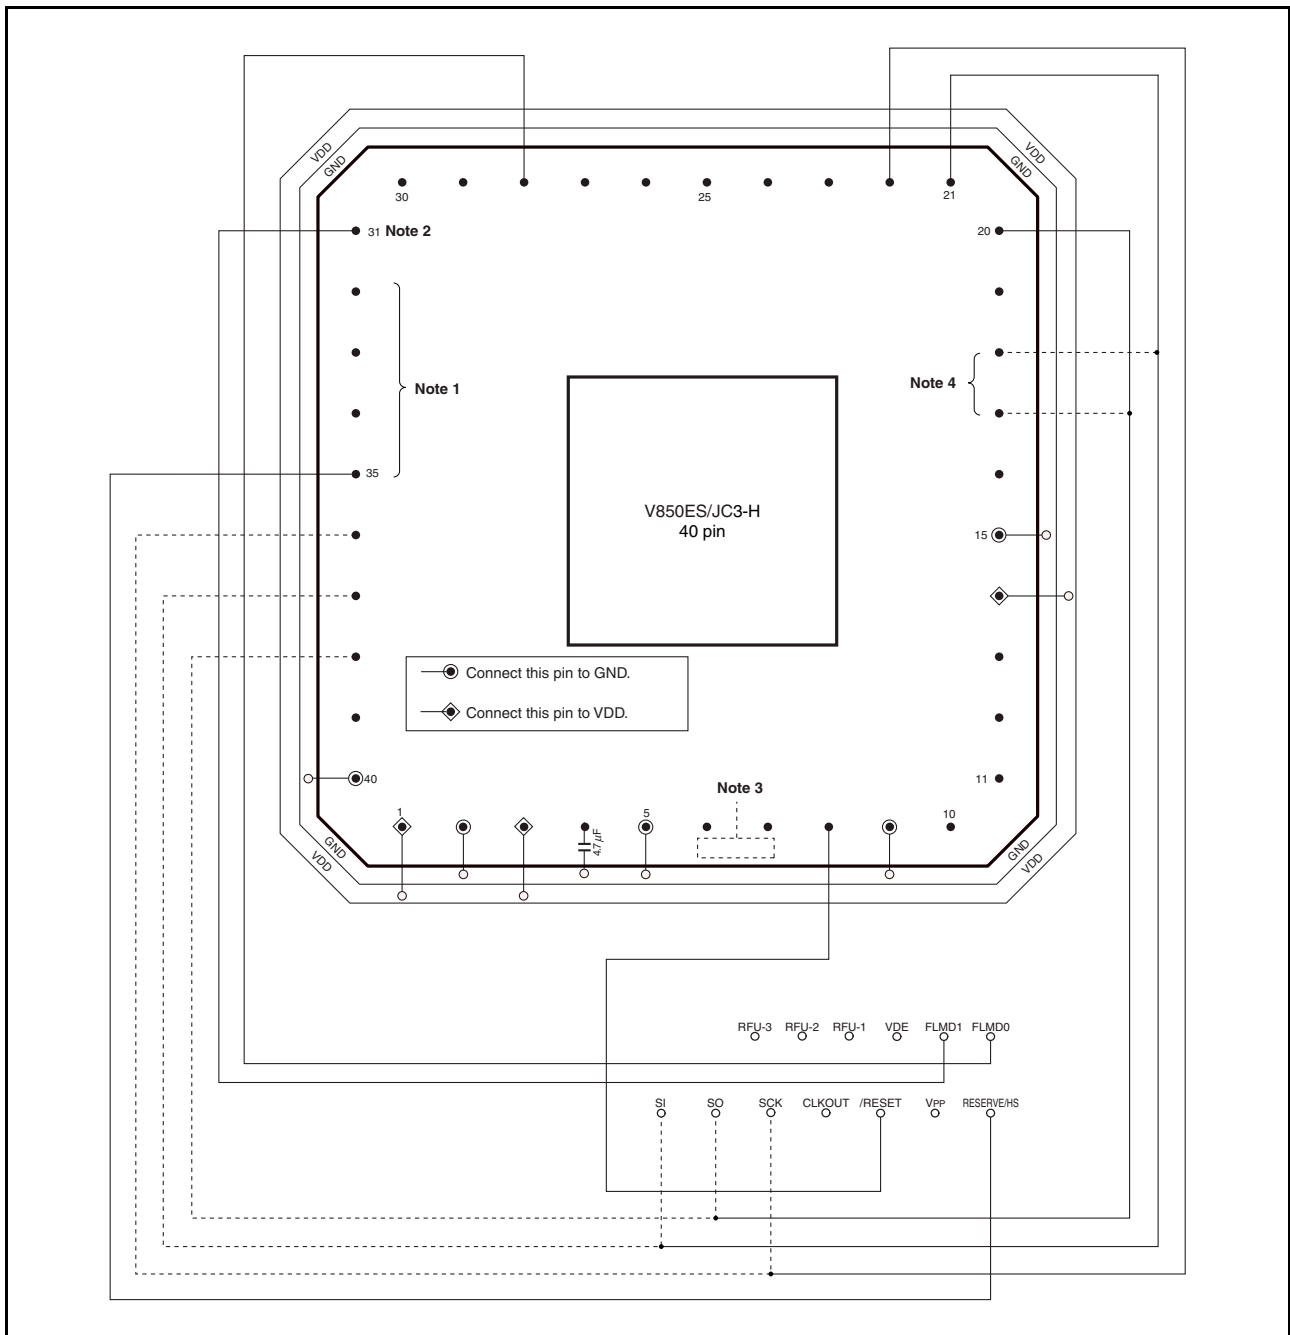 VDD
GND
VDD
GND
30
25
21
31 Note 2
20
Note 1
Note 4
35
V850ES/JC3-H
40 pin
15
Connect this pin to GND.
Connect this pin to VDD.
40
Note 3
11
1
5
10
4.7 μF
GND
VDD
GND
VDD
RFU-3 RFU-2 RFU-1 VDE FLMD1 FLMD0
SI SO SCK CLKOUT /RESET VPP RESERVE/HS